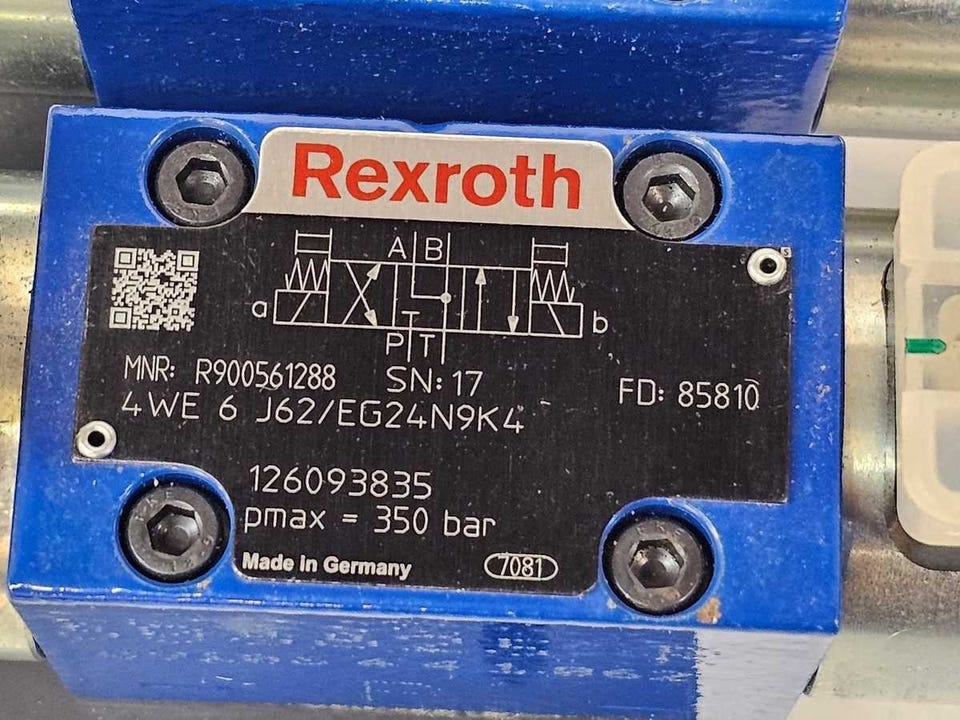 Rexroth
A B
a b
T
P T
MNR: R900561288 SN: 17 FD: 85810
4WE 6 J62/EG24N9K4
126093835
pmax = 350 bar
Made in Germany 7081